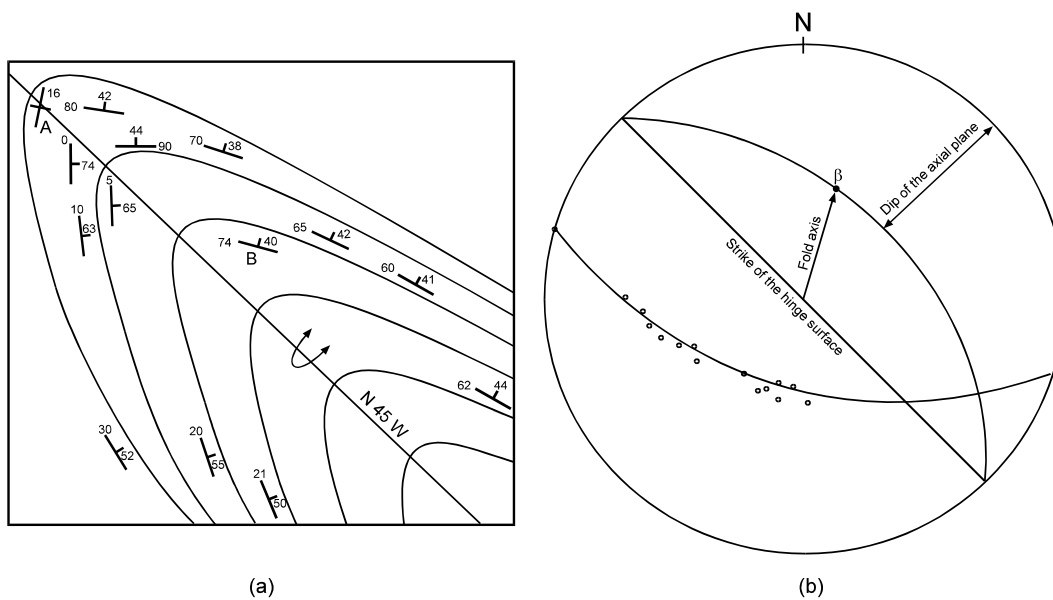 N
16
42
80
A
0
74
44
90
70
38
5
65
10
63
65
42
74
40
B
60
41
62
44
N 45 W
30
52
20
55
21
50
β
Dip of the axial plane
Fold axis
Strike of the hinge surface
(a)
(b)